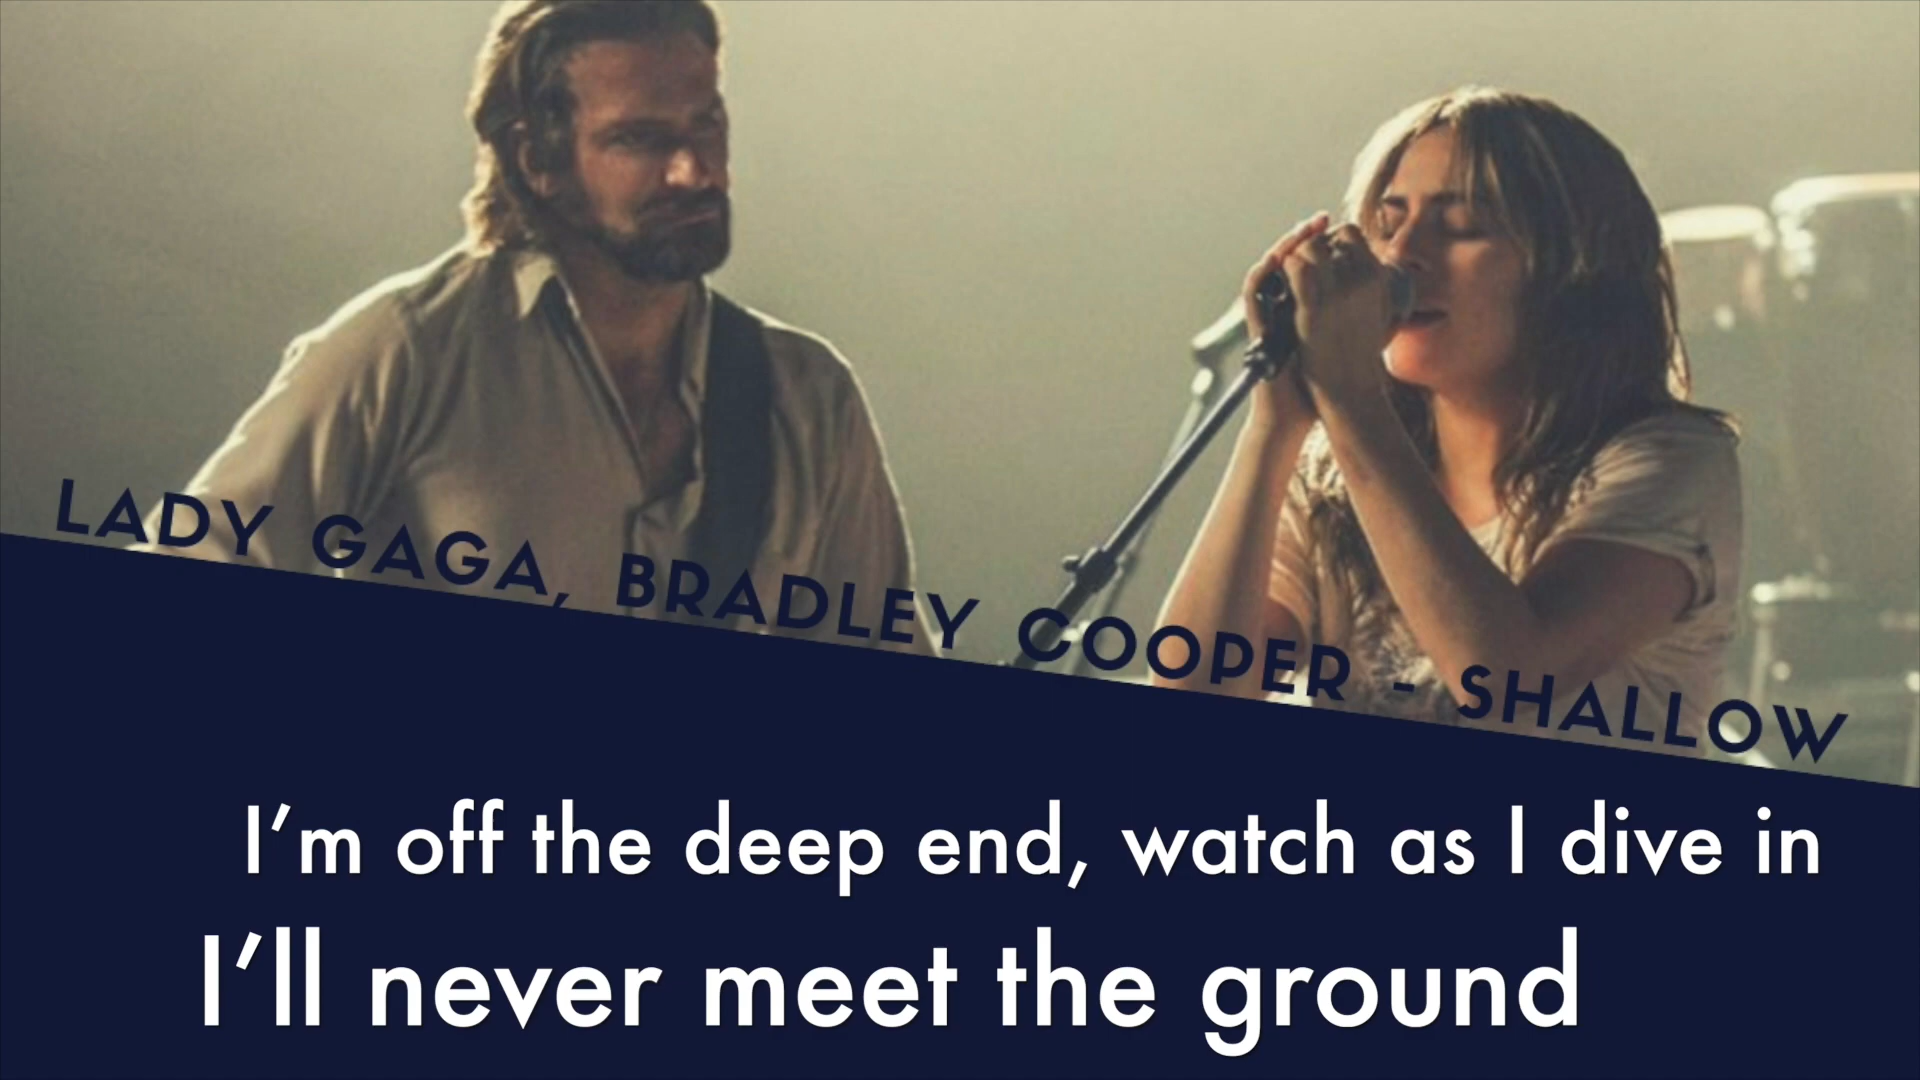 LADY GAGA, BRADLEY COOPER - SHALLOW
I'm off the deep end, watch as I dive in
I'll never meet the ground